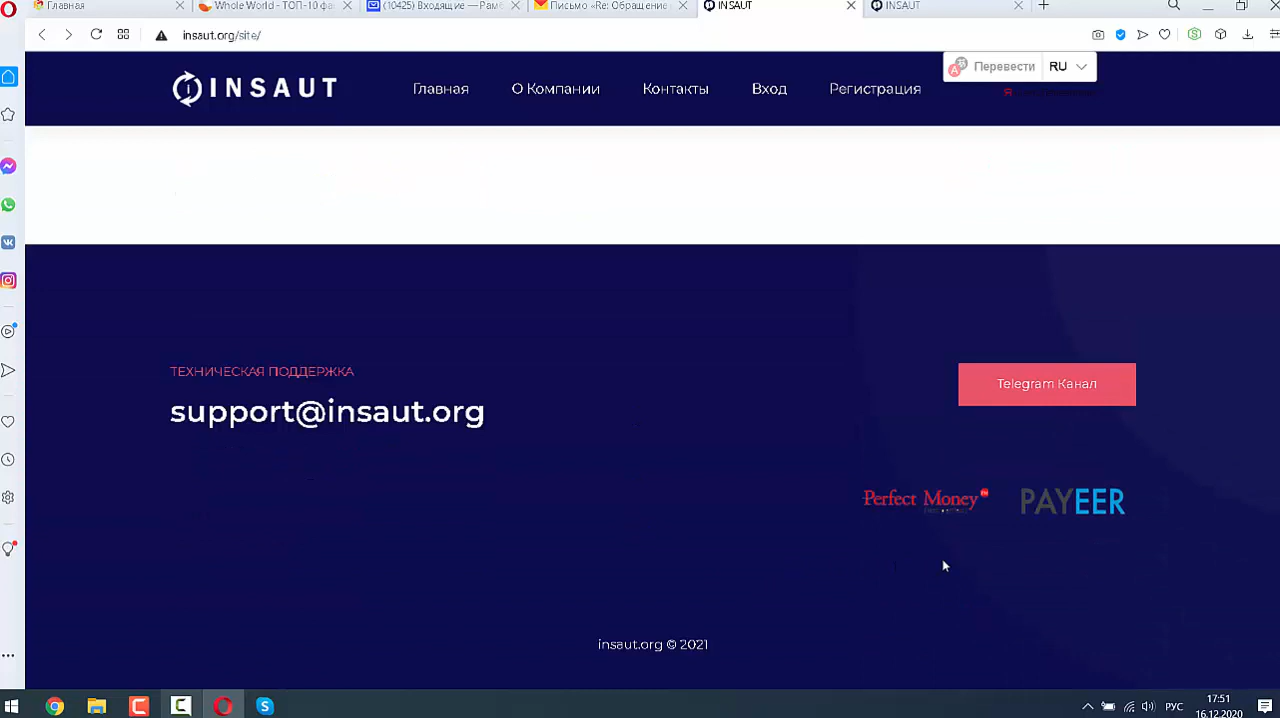 Главная
Whole World - ТОП-10 фа
(10425) Входящие — Рамб
Письмо «Re: Обращение
INSAUT
INSAUT
insaut.org/site/
INSAUT
Главная
О Компании
Контакты
Вход
Регистрация
Перевести
RU
ТЕХНИЧЕСКАЯ ПОДДЕРЖКА
support@insaut.org
Telegram Канал
Perfect Money
PAYEER
insaut.org © 2021
РУС
17:51
16.12.2020